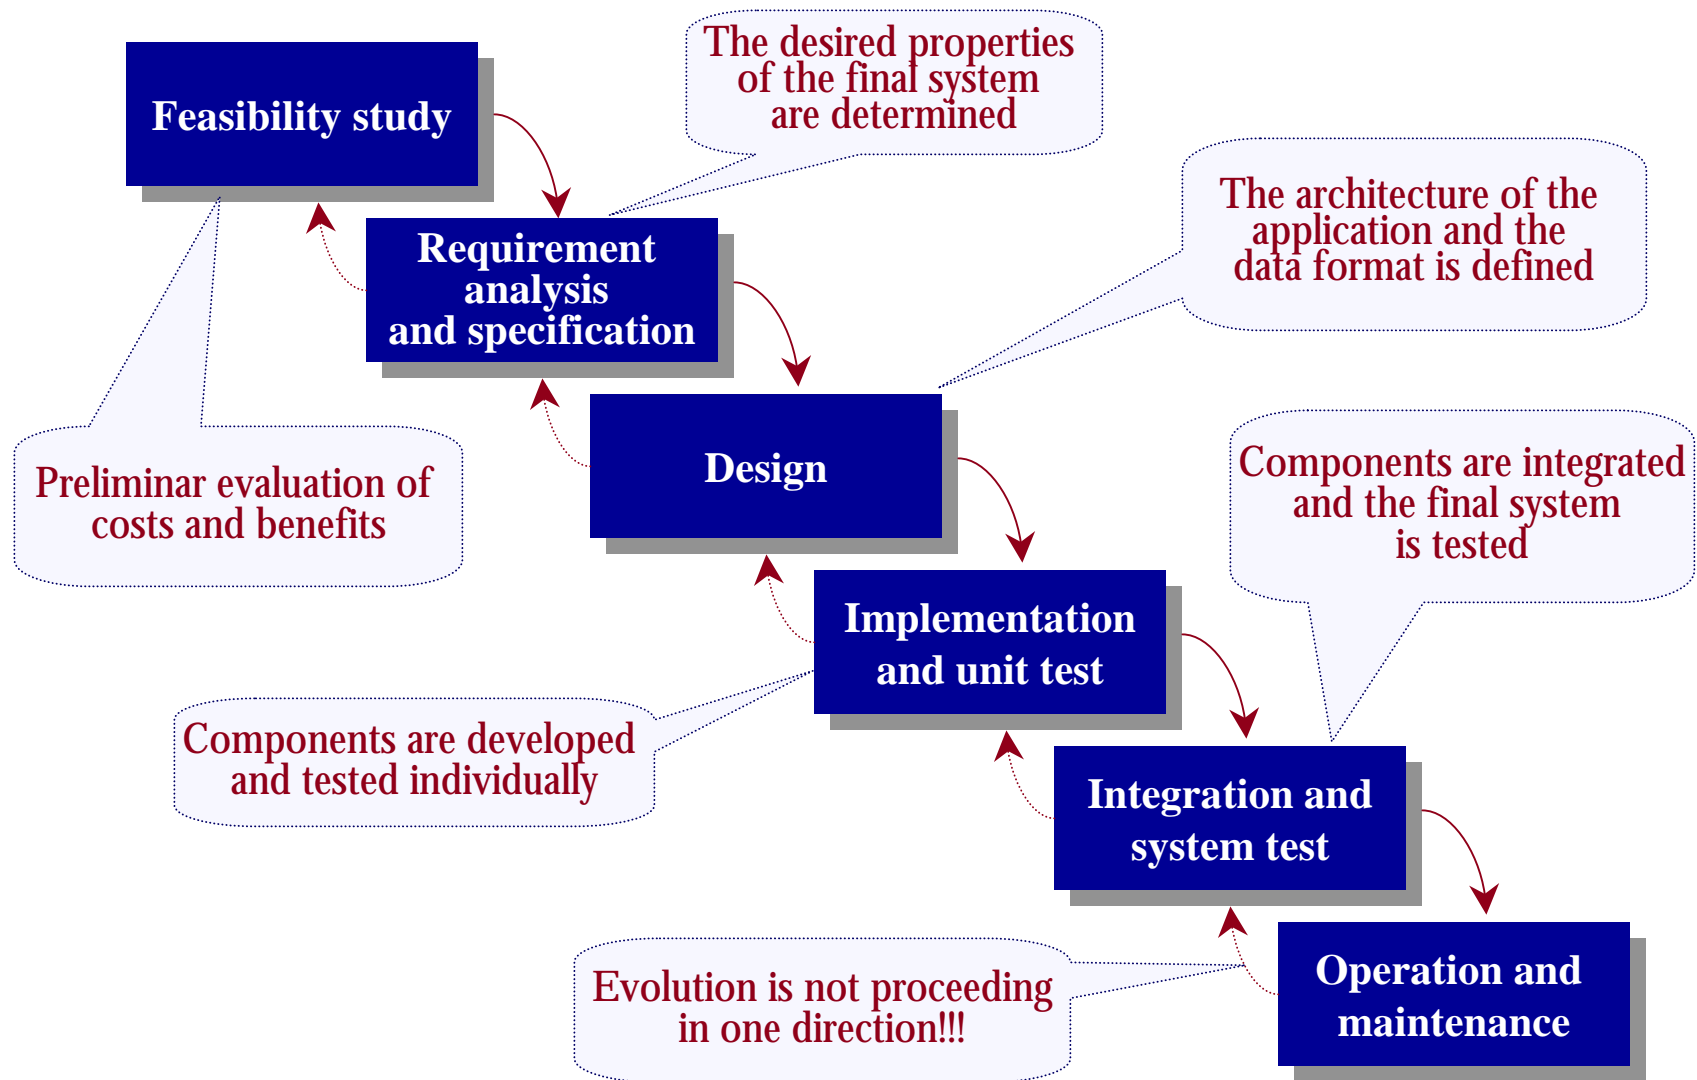 The desired properties
of the final system
are determined
Feasibility study
The architecture of the
application and the
data format is defined
Requirement
analysis
and specification
Preliminar evaluation of
costs and benefits
Design
Components are integrated
and the final system
is tested
Implementation
and unit test
Components are developed
and tested individually
Integration and
system test
Evolution is not proceeding
in one direction!!!
Operation and
maintenance